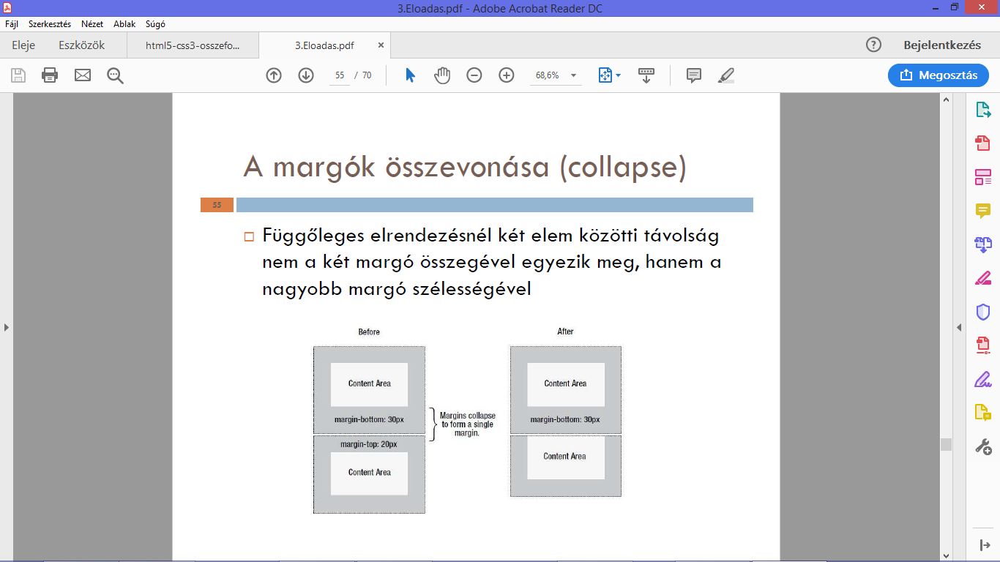 3.Eloadas.pdf - Adobe Acrobat Reader DC
Fájl Szerkesztés Nézet Ablak Súgó
Eleje Eszközök html5-css3-osszefo... 3.Eloadas.pdf × Bejelentkezés
55 / 70 68,6% Megosztás
A margók összevonása (collapse)
55
Függőleges elrendezésnél két elem közötti távolság
nem a két margó összegével egyezik meg, hanem a
nagyobb margó szélességével
Before
Content Area
margin-bottom: 30px
margin-top: 20px
Content Area
Margins collapse
to form a single
margin.
After
Content Area
margin-bottom: 30px
Content Area